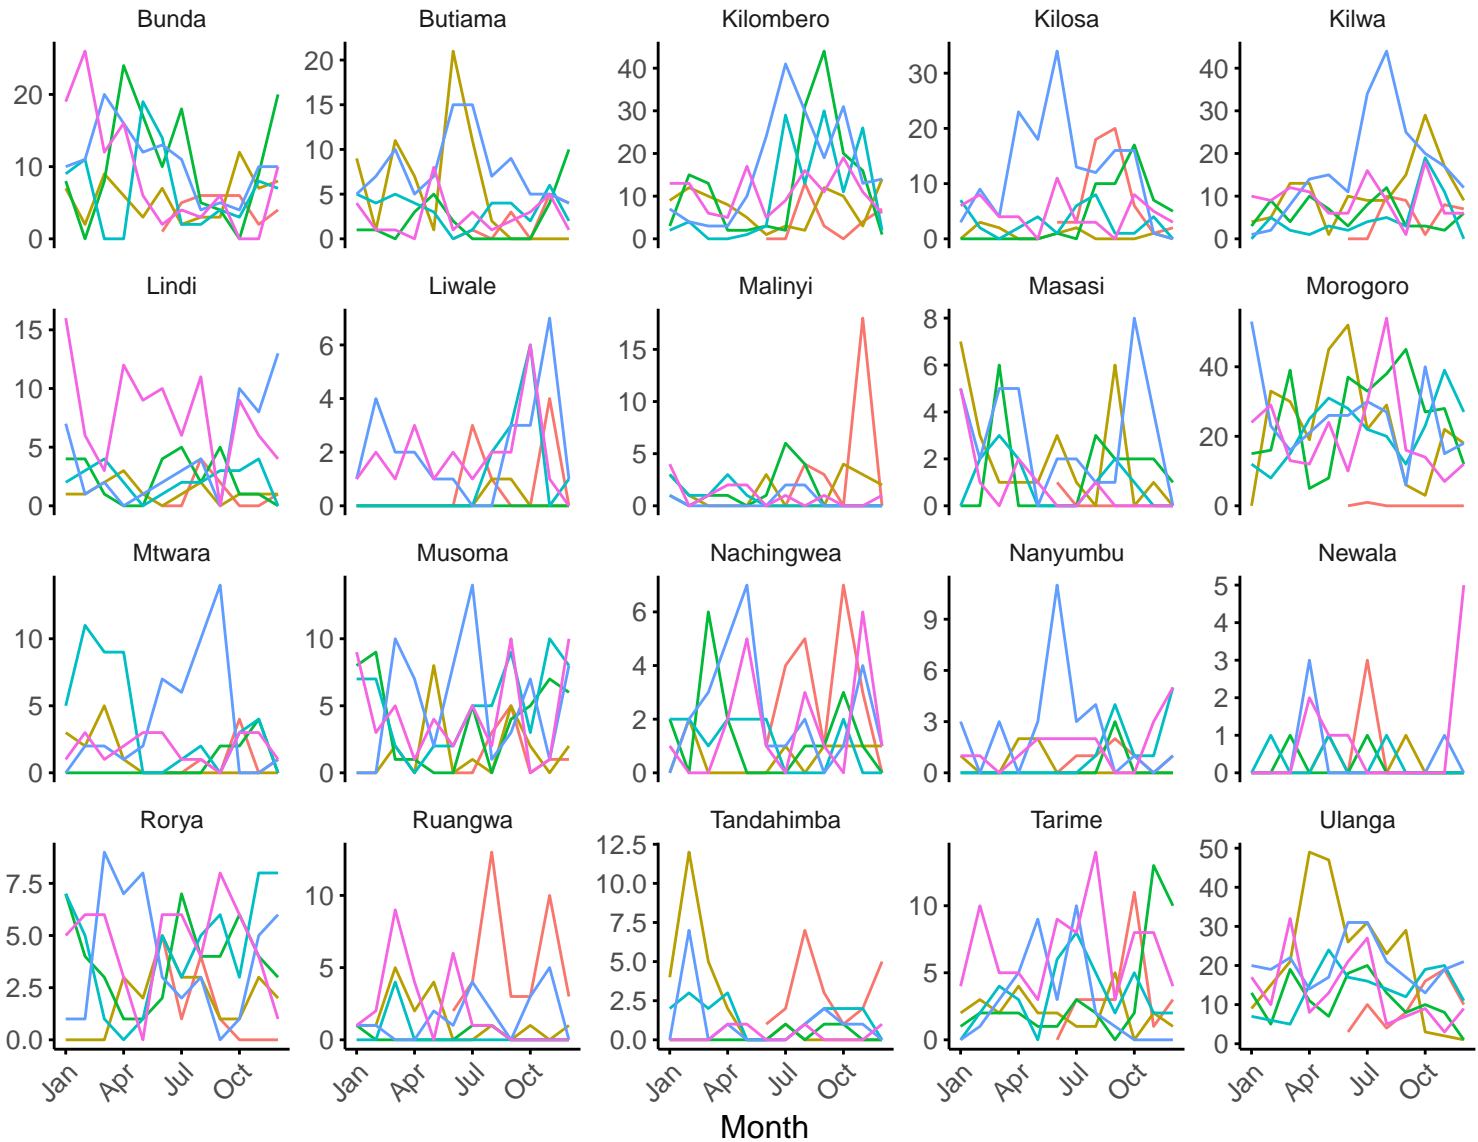 Bunda Butiama Kilombero Kilosa Kilwa
20 10 0
20 15 10 5 0
40 30 20 10 0
30 20 10 0
40 30 20 10 0
Lindi Liwale Malinyi Masasi Morogoro
15 10 5 0
6 4 2 0
15 10 5 0
8 6 4 2 0
40 20 0
Mtwara Musoma Nachingwea Nanyumbu Newala
10 5 0
10 5 0
6 4 2 0
9 6 3 0
5 4 3 2 1 0
Rorya Ruangwa Tandahimba Tarime Ulanga
7.5 5.0 2.5 0.0
10 5 0
12.5 10.0 7.5 5.0 2.5 0.0
10 5 0
50 40 30 20 10 0
Jan Apr Jul Oct Jan Apr Jul Oct Jan Apr Jul Oct Jan Apr Jul Oct Jan Apr Jul Oct
Month